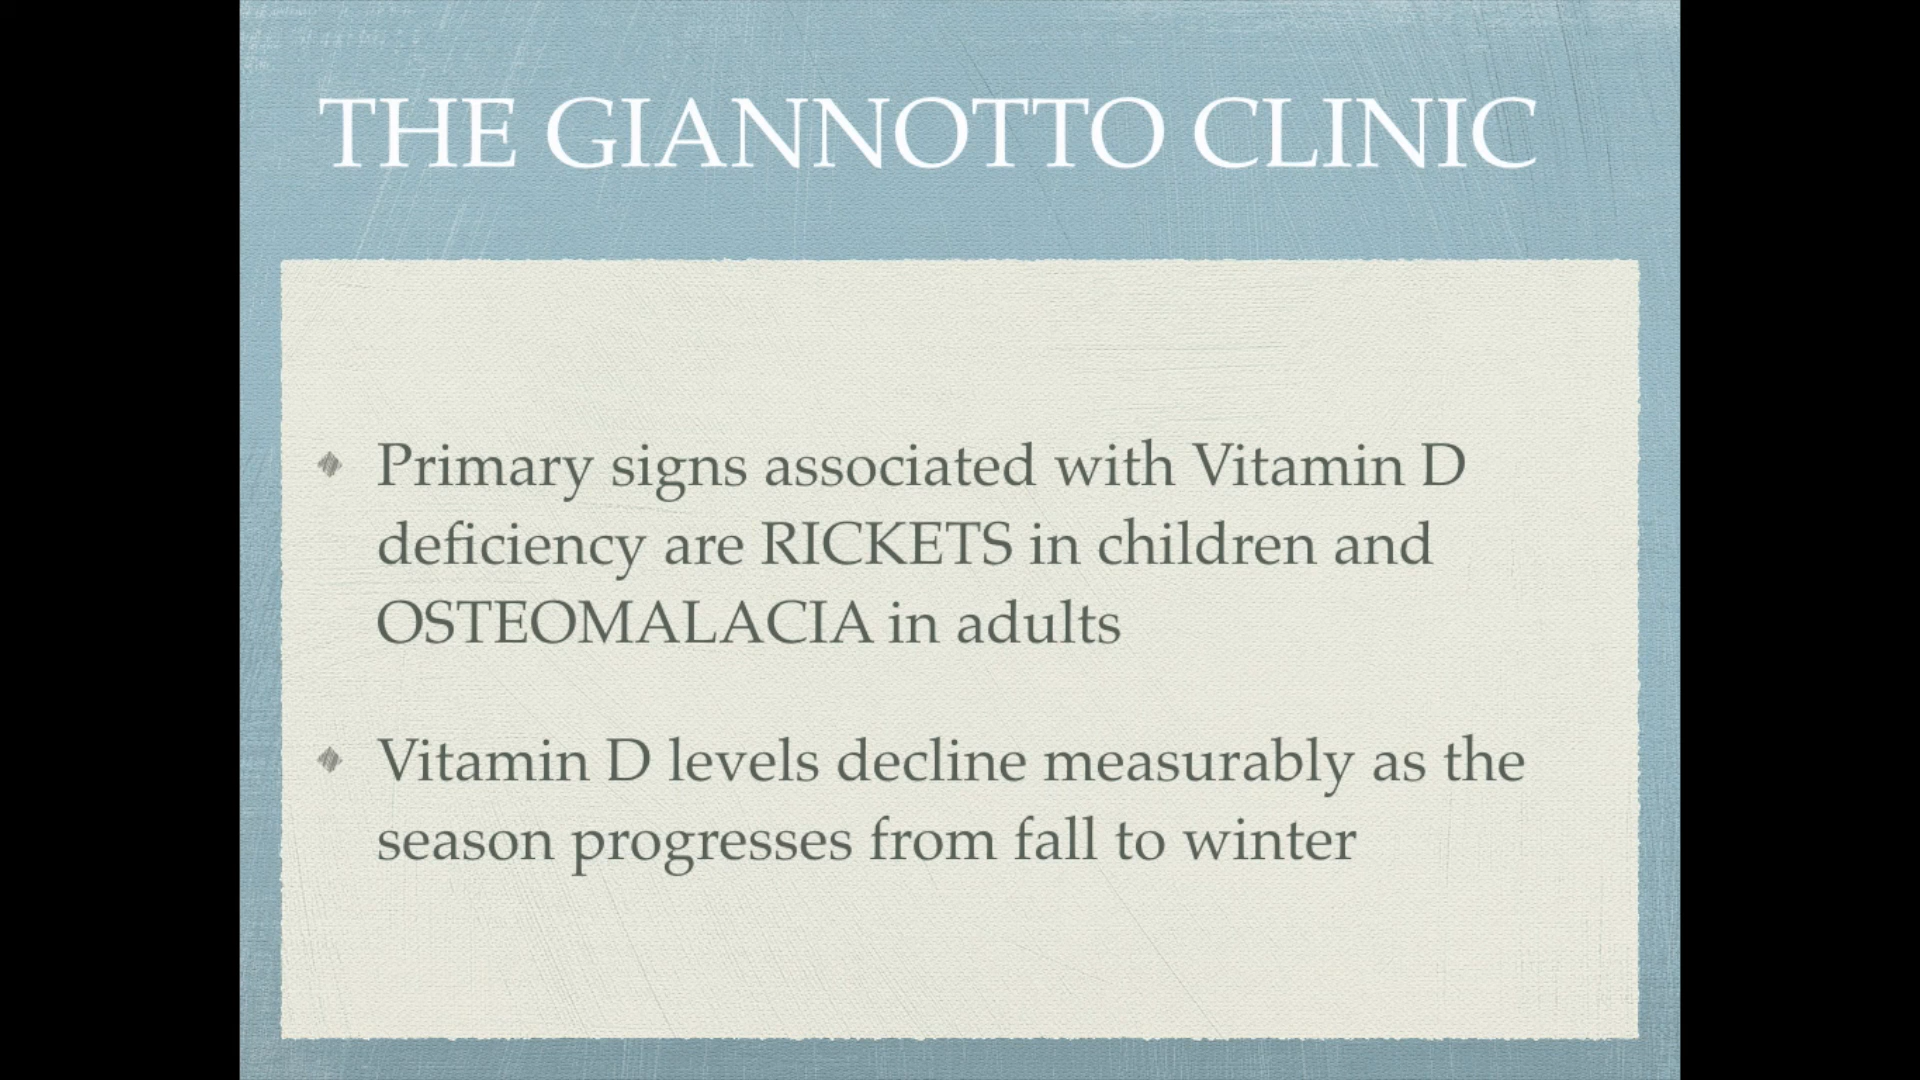 THE GIANNOTTO CLINIC
Primary signs associated with Vitamin D
deficiency are RICKETS in children and
OSTEOMALACIA in adults
Vitamin D levels decline measurably as the
season progresses from fall to winter